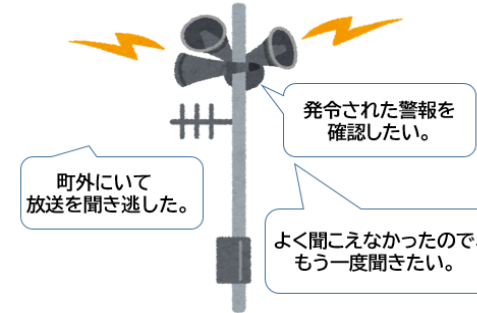 発令された警報を
確認したい。
町外にいて
放送を聞き逃した。
よく聞こえなかったので、
もう一度聞きたい。